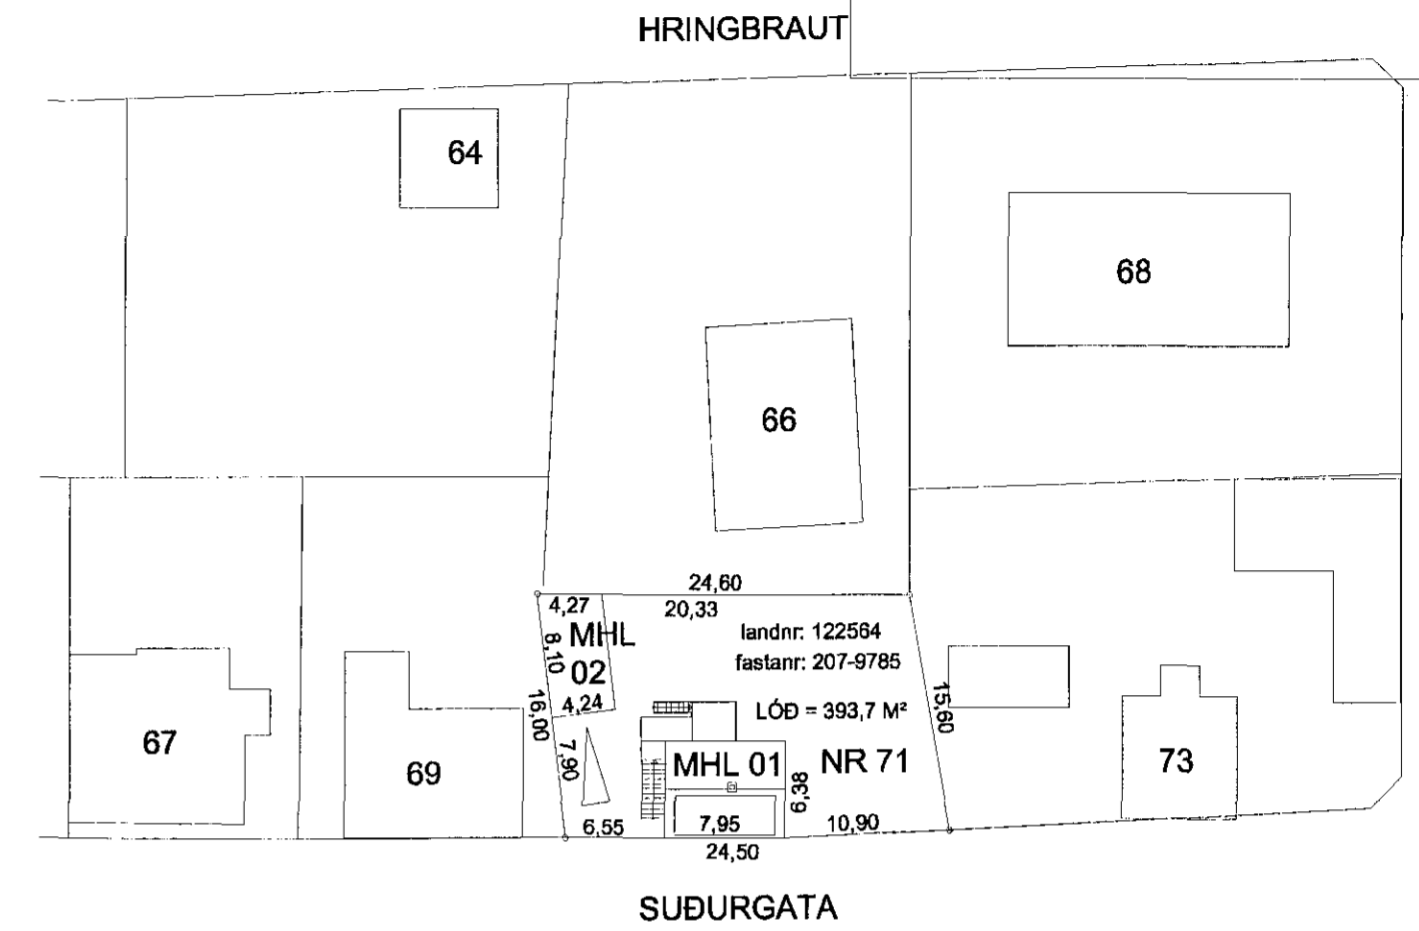 HRINGBRAUT
64
68
66
24,60
4,27
20,33
MHL
02
8,10
4,24
16,00
7,90
landnr: 122564
fastanr: 207-9785
LÓÐ = 393,7 M²
15,60
67
69
MHL 01
NR 71
6,38
73
6,55
7,95
10,90
24,50
SUÐURGATA